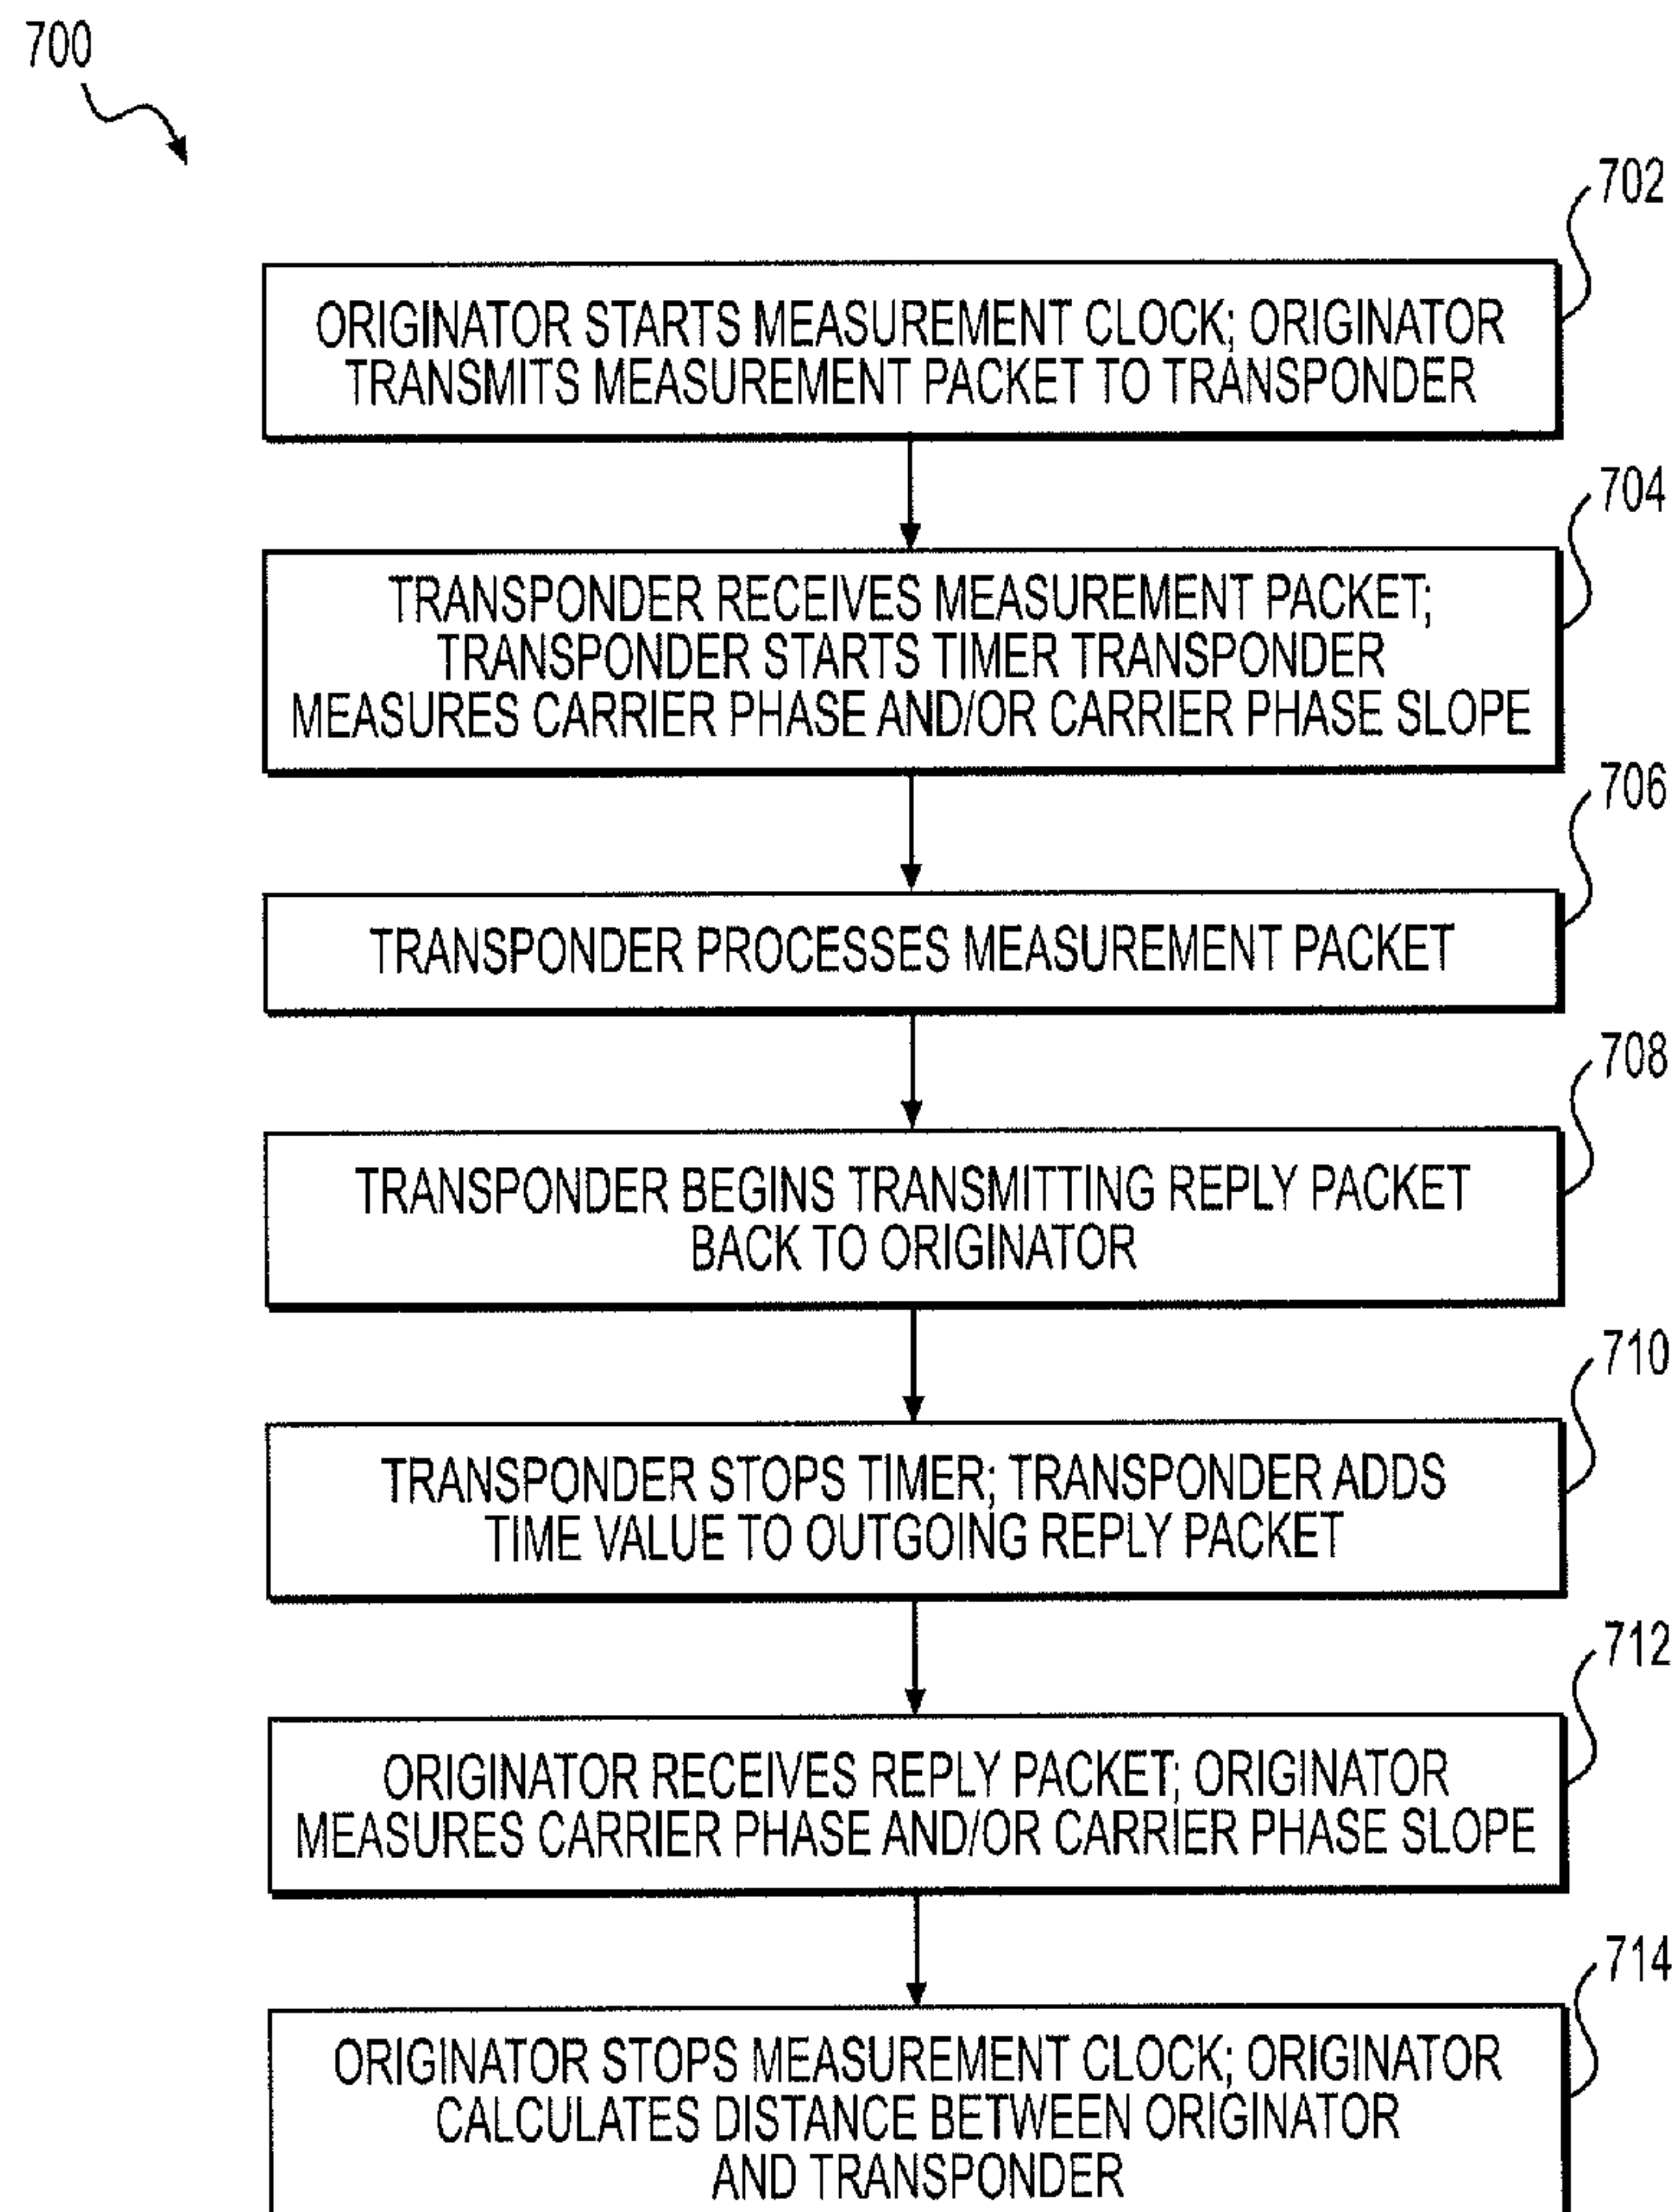 700
702
ORIGINATOR STARTS MEASUREMENT CLOCK; ORIGINATOR
TRANSMITS MEASUREMENT PACKET TO TRANSPONDER
704
TRANSPONDER RECEIVES MEASUREMENT PACKET;
TRANSPONDER STARTS TIMER TRANSPONDER
MEASURES CARRIER PHASE AND/OR CARRIER PHASE SLOPE
706
TRANSPONDER PROCESSES MEASUREMENT PACKET
708
TRANSPONDER BEGINS TRANSMITTING REPLY PACKET
BACK TO ORIGINATOR
710
TRANSPONDER STOPS TIMER; TRANSPONDER ADDS
TIME VALUE TO OUTGOING REPLY PACKET
712
ORIGINATOR RECEIVES REPLY PACKET; ORIGINATOR
MEASURES CARRIER PHASE AND/OR CARRIER PHASE SLOPE
714
ORIGINATOR STOPS MEASUREMENT CLOCK; ORIGINATOR
CALCULATES DISTANCE BETWEEN ORIGINATOR
AND TRANSPONDER